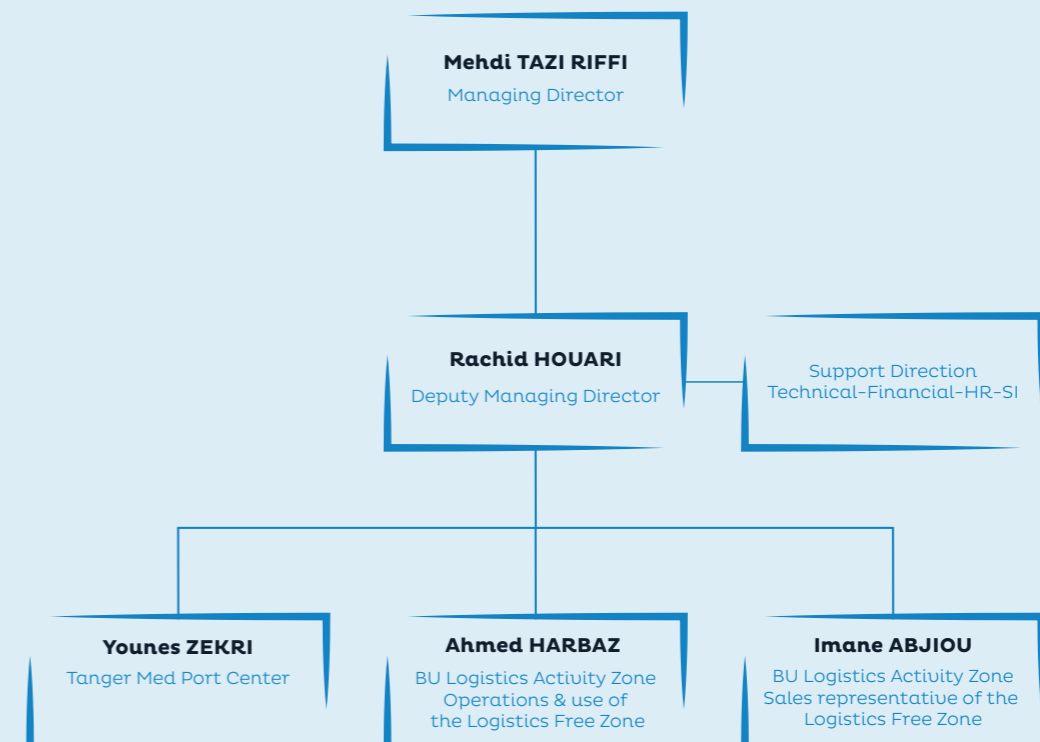 Mehdi TAZI RIFFI
Managing Director
Rachid HOUARI
Deputy Managing Director
Support Direction
Technical-Financial-HR-SI
Younes ZEKRI
Tanger Med Port Center
Ahmed HARBAZ
BU Logistics Activity Zone
Operations & use of
the Logistics Free Zone
Imane ABJIOU
BU Logistics Activity Zone
Sales representative of the
Logistics Free Zone